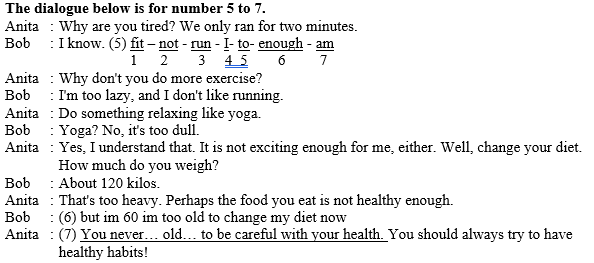 The dialogue below is for number 5 to 7.
Anita : Why are you tired? We only ran for two minutes.
Bob : I know. (5) fit – not - run - I- to- enough - am
1 2 3 4 5 6 7
Anita : Why don't you do more exercise?
Bob : I'm too lazy, and I don't like running.
Anita : Do something relaxing like yoga.
Bob : Yoga? No, it's too dull.
Anita : Yes, I understand that. It is not exciting enough for me, either. Well, change your diet.
How much do you weigh?
Bob : About 120 kilos.
Anita : That's too heavy. Perhaps the food you eat is not healthy enough.
Bob : (6) but im 60 im too old to change my diet now
Anita : (7) You never… old… to be careful with your health. You should always try to have
healthy habits!